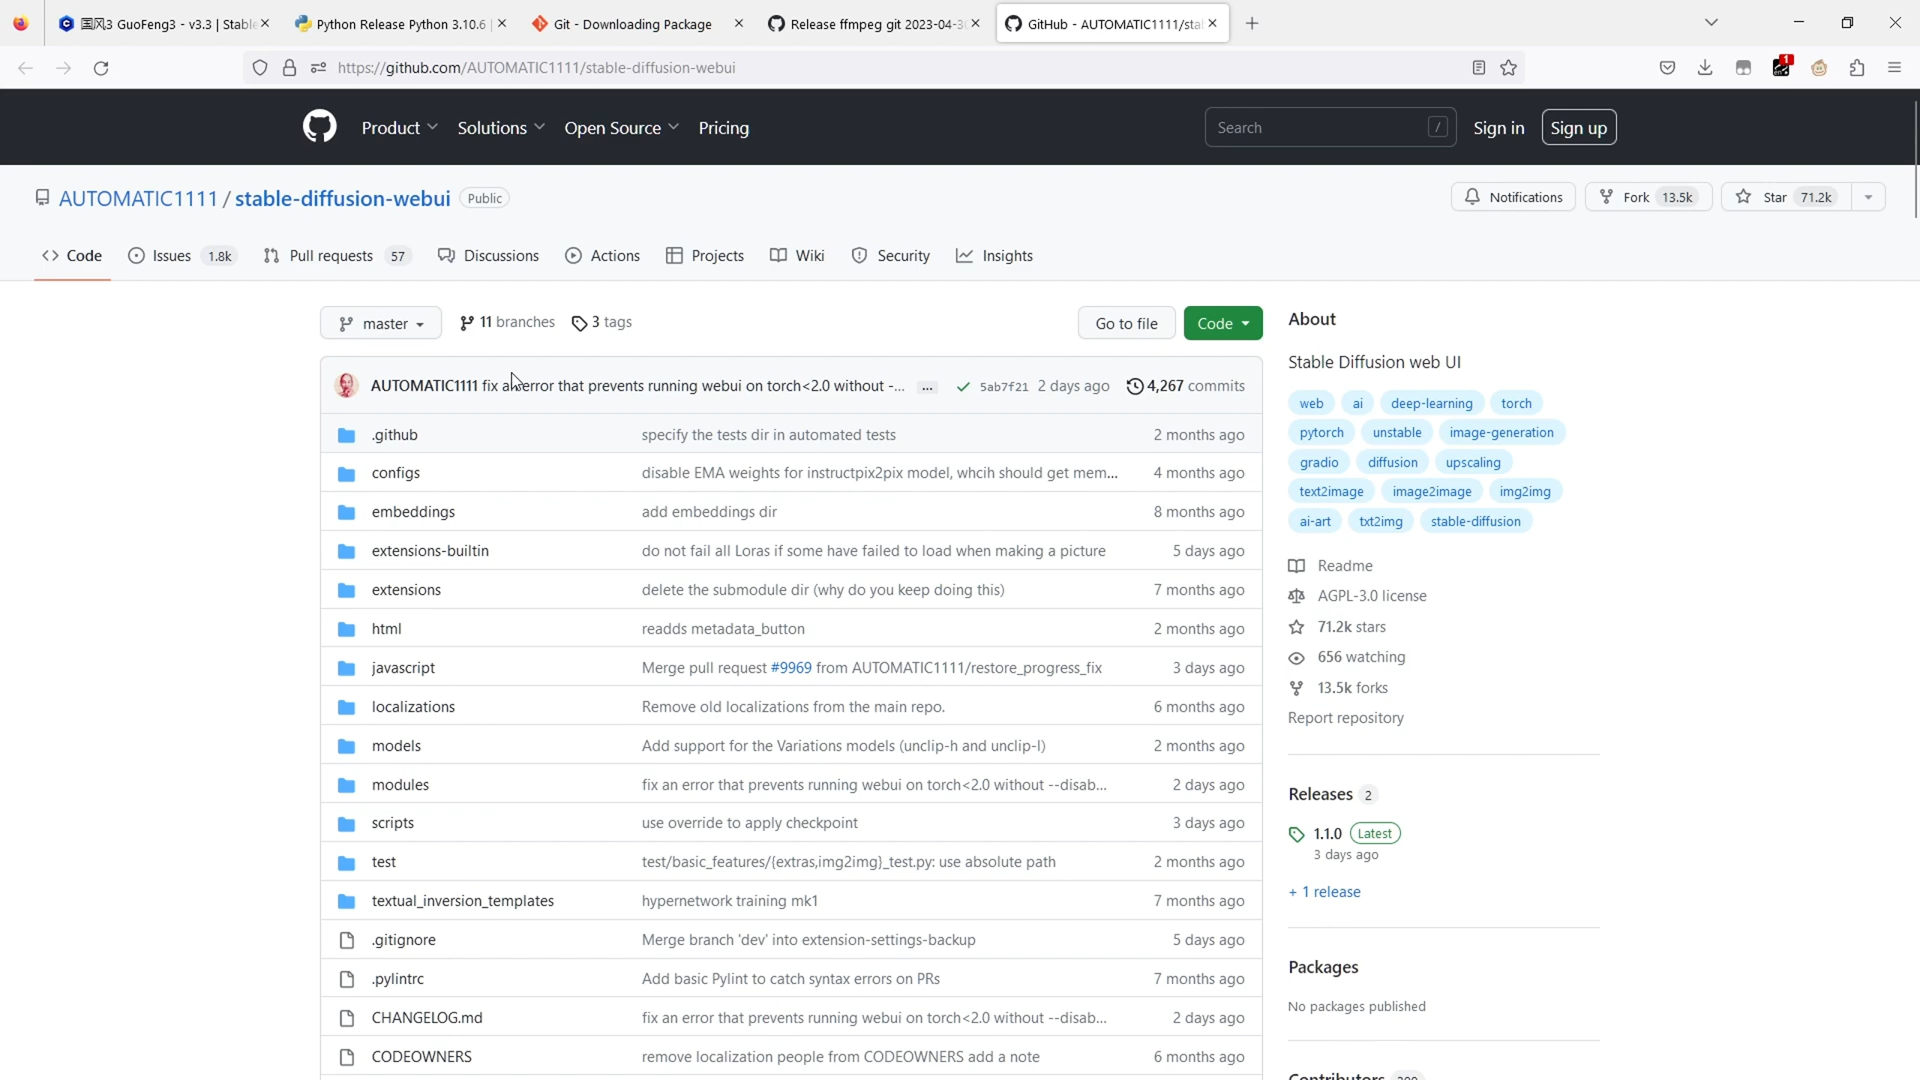 国风3 GuoFeng3 - v3.3 | Stable
Python Release Python 3.10.6 |
Git - Downloading Package
Release ffmpeg git 2023-04-30
GitHub - AUTOMATIC1111/sta
https://github.com/AUTOMATIC1111/stable-diffusion-webui
1
Product
Solutions
Open Source
Pricing
Search
/
Sign in
Sign up
AUTOMATIC1111 / stable-diffusion-webui
Public
Notifications
Fork 13.5k
Star 71.2k
Code
Issues 1.8k
Pull requests 57
Discussions
Actions
Projects
Wiki
Security
Insights
master
11 branches
3 tags
Go to file
Code
AUTOMATIC1111 fix an error that prevents running webui on torch<2.0 without -... ... 5ab7f21 2 days ago 4,267 commits
.github specify the tests dir in automated tests 2 months ago
configs disable EMA weights for instructpix2pix model, whcih should get mem... 4 months ago
embeddings add embeddings dir 8 months ago
extensions-builtin do not fail all Loras if some have failed to load when making a picture 5 days ago
extensions delete the submodule dir (why do you keep doing this) 7 months ago
html readds metadata_button 2 months ago
javascript Merge pull request #9969 from AUTOMATIC1111/restore_progress_fix 3 days ago
localizations Remove old localizations from the main repo. 6 months ago
models Add support for the Variations models (unclip-h and unclip-l) 2 months ago
modules fix an error that prevents running webui on torch<2.0 without --disab... 2 days ago
scripts use override to apply checkpoint 3 days ago
test test/basic_features/{extras,img2img}_test.py: use absolute path 2 months ago
textual_inversion_templates hypernetwork training mk1 7 months ago
.gitignore Merge branch 'dev' into extension-settings-backup 5 days ago
.pylintrc Add basic Pylint to catch syntax errors on PRs 7 months ago
CHANGELOG.md fix an error that prevents running webui on torch<2.0 without --disab... 2 days ago
CODEOWNERS remove localization people from CODEOWNERS add a note 6 months ago
About
Stable Diffusion web UI
web ai deep-learning torch
pytorch unstable image-generation
gradio diffusion upscaling
text2image image2image img2img
ai-art txt2img stable-diffusion
Readme
AGPL-3.0 license
71.2k stars
656 watching
13.5k forks
Report repository
Releases 2
1.1.0 Latest
3 days ago
+ 1 release
Packages
No packages published
Contributors